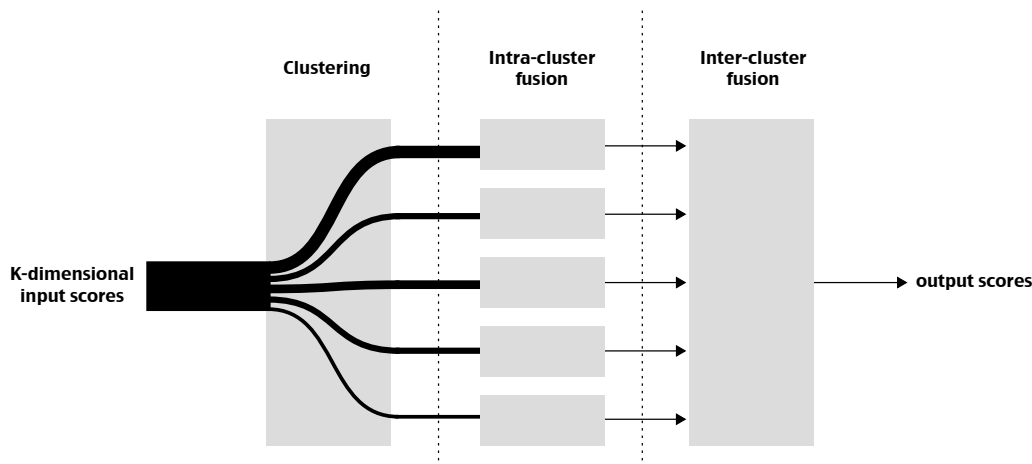 Clustering
Intra-cluster
fusion
Inter-cluster
fusion
K-dimensional
input scores
output scores